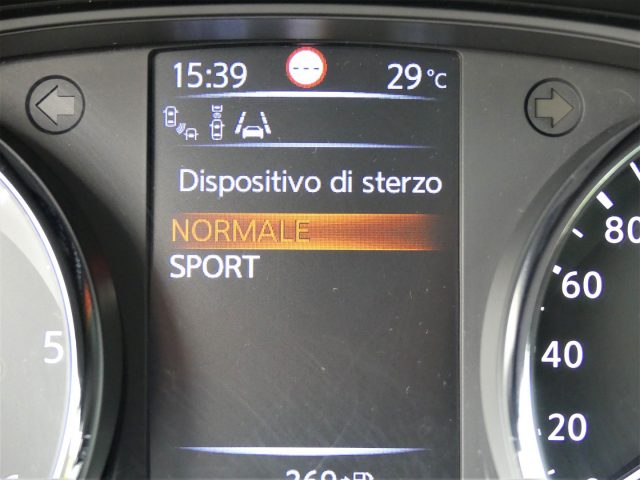 15:39 --- 29°C
Dispositivo di sterzo
NORMALE
SPORT
5
80
60
40
20